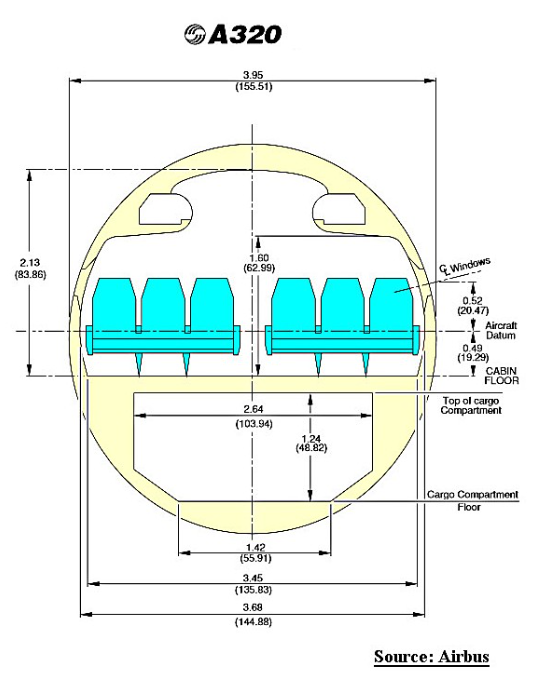 A320
3.95
(155.51)
2.13
(83.86)
1.60
(62.99)
℄ Windows
0.52
(20.47)
Aircraft
Datum
0.49
(19.29)
CABIN
FLOOR
Top of cargo
Compartment
2.64
(103.94)
1.24
(48.82)
Cargo Compartment
Floor
1.42
(55.91)
3.45
(135.83)
3.68
(144.88)
Source: Airbus